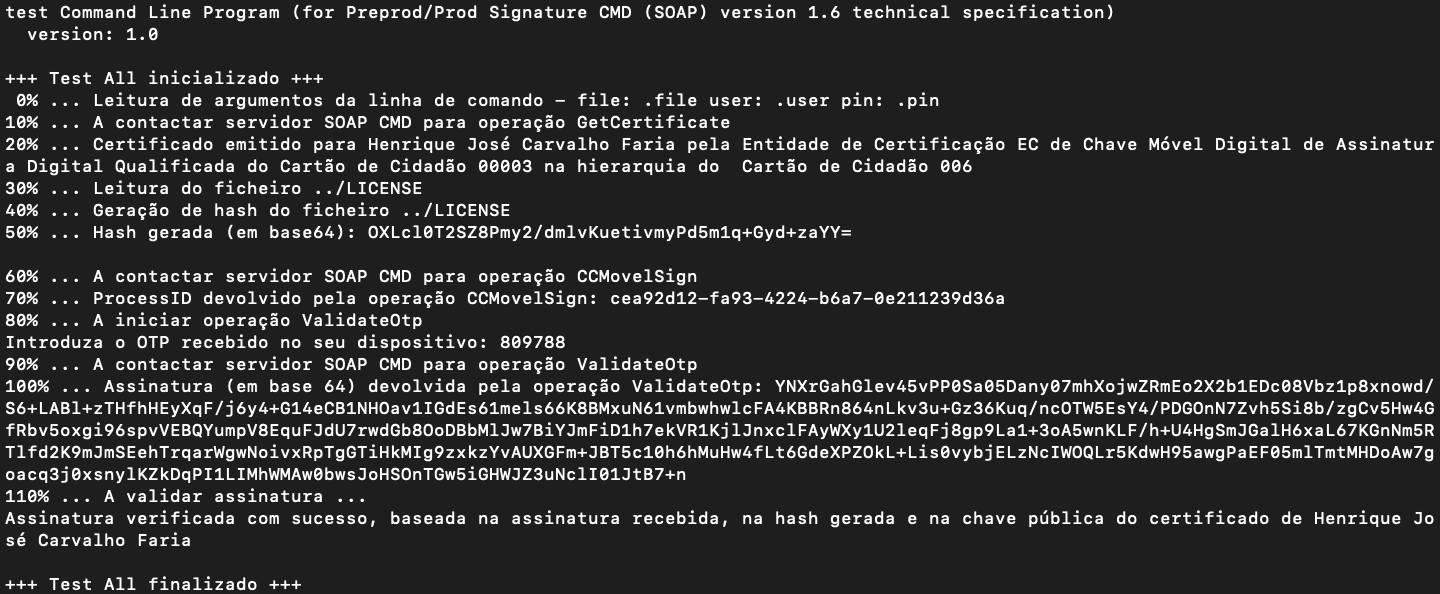 test Command Line Program (for Preprod/Prod Signature CMD (SOAP) version 1.6 technical specification)
  version: 1.0

+++ Test All inicializado +++
 0% ... Leitura de argumentos da linha de comando – file: .file user: .user pin: .pin
10% ... A contactar servidor SOAP CMD para operação GetCertificate
20% ... Certificado emitido para Henrique José Carvalho Faria pela Entidade de Certificação EC de Chave Móvel Digital de Assinatur
a Digital Qualificada do Cartão de Cidadão 00003 na hierarquia do  Cartão de Cidadão 006
30% ... Leitura do ficheiro ../LICENSE
40% ... Geração de hash do ficheiro ../LICENSE
50% ... Hash gerada (em base64): OXLcl0T2SZ8Pmy2/dmlvKuetivmyPd5m1q+Gyd+zaYY=

60% ... A contactar servidor SOAP CMD para operação CCMovelSign
70% ... ProcessID devolvido pela operação CCMovelSign: cea92d12-fa93-4224-b6a7-0e211239d36a
80% ... A iniciar operação ValidateOtp
Introduza o OTP recebido no seu dispositivo: 809788
90% ... A contactar servidor SOAP CMD para operação ValidateOtp
100% ... Assinatura (em base 64) devolvida pela operação ValidateOtp: YNXrGahGlev45vPP0Sa05Dany07mhXojwZRmEo2X2b1EDc08Vbz1p8xnowd/
S6+LABl+zTHfhHEyXqF/j6y4+G14eCB1NHOav1IGdEs61mels66K8BMxuN61vmbwhwlcFA4KBBRn864nLkv3u+Gz36Kuq/ncOTW5EsY4/PDGOnN7Zvh5Si8b/zgCv5Hw4G
fRbv5oxgi96spvVEBQYumpV8EquFJdU7rwdGb8OoDBbMlJw7BiYJmFiD1h7ekVR1KjlJnxclFAyWXy1U2leqFj8gp9La1+3oA5wnKLF/h+U4HgSmJGalH6xaL67KGnNm5R
Tlfd2K9mJmSEehTrqarWgwNoivxRpTgGTiHkMIg9zxkzYvAUXGFm+JBT5c10h6hMuHw4fLt6GdeXPZOkL+Lis0vybjELzNcIWOQLr5KdwH95awgPaEF05mlTmtMHDoAw7g
oacq3j0xsnylKZkDqPI1LIMhWMAw0bwsJoHSOnTGw5iGHWJZ3uNclI01JtB7+n
110% ... A validar assinatura ...
Assinatura verificada com sucesso, baseada na assinatura recebida, na hash gerada e na chave pública do certificado de Henrique Jo
sé Carvalho Faria

+++ Test All finalizado +++